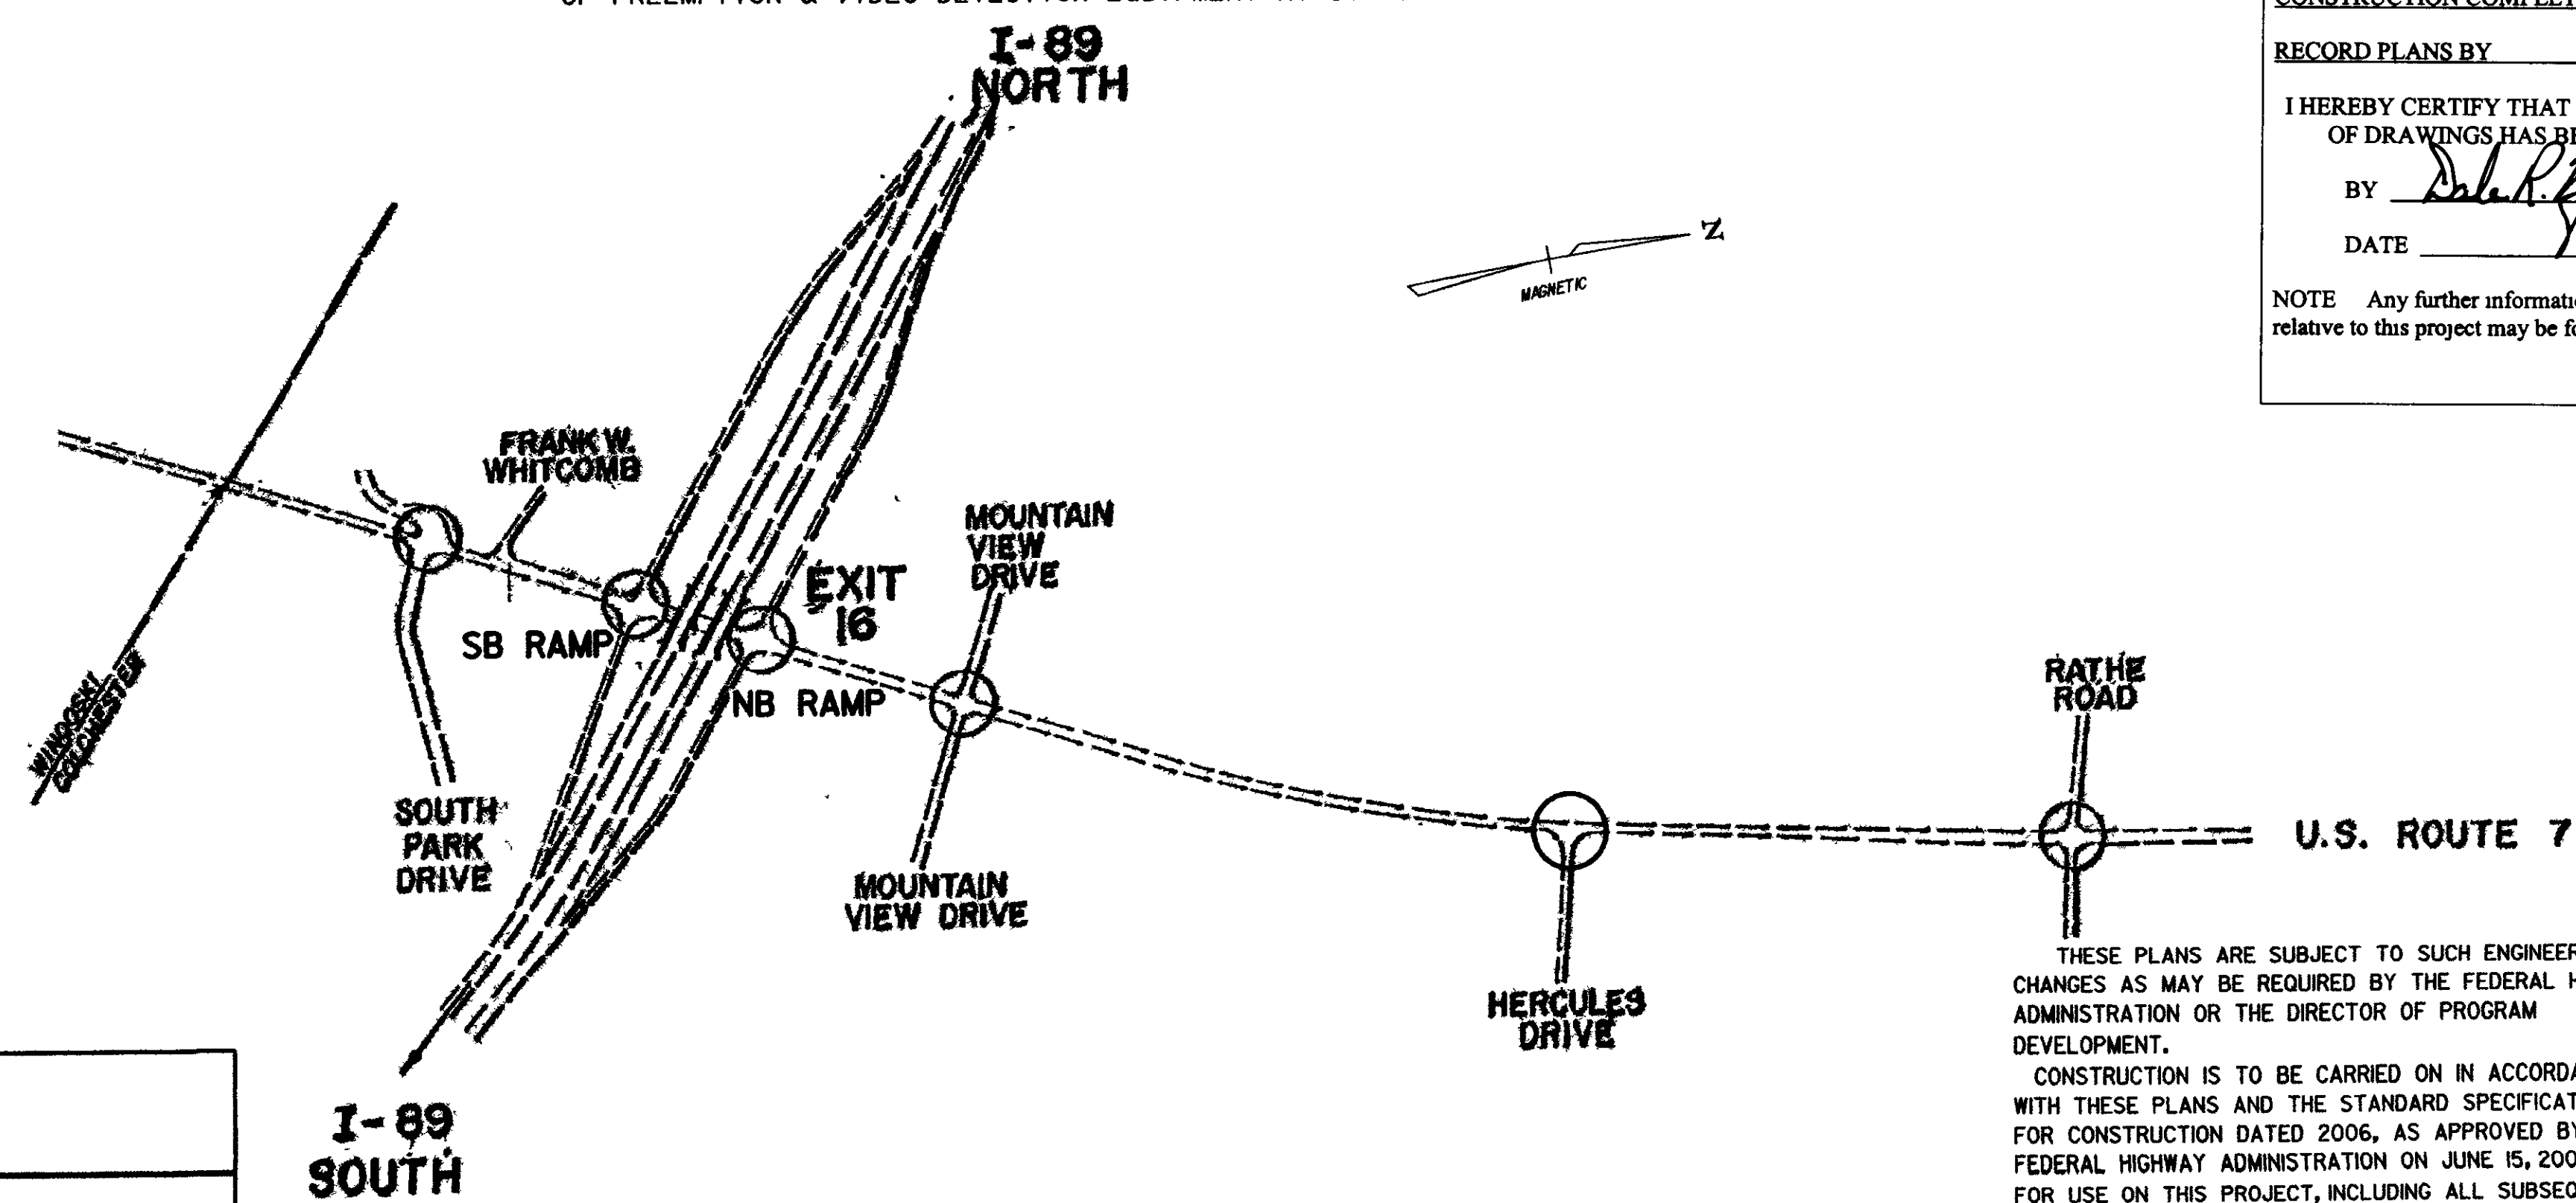 I-89
NORTH
RECORD PLANS BY
I HEREBY CERTIFY THAT
OF DRAWINGS HAS
BY Dale R.
DATE
NOTE Any further
relative to this project may be
Z
MAGNETIC
FRANK W.
WHITCOMB
MOUNTAIN
VIEW
DRIVE
EXIT
16
SB RAMP
NB RAMP
WINOOSKI
COLCHESTER
SOUTH
PARK
DRIVE
MOUNTAIN
VIEW DRIVE
RATHE
ROAD
U.S. ROUTE 7
HERCULES
DRIVE
I-89
SOUTH
THESE PLANS ARE SUBJECT TO SUCH
CHANGES AS MAY BE REQUIRED BY THE FEDERAL
ADMINISTRATION OR THE DIRECTOR OF PROGRAM
DEVELOPMENT.
CONSTRUCTION IS TO BE CARRIED ON IN
WITH THESE PLANS AND THE STANDARD
FOR CONSTRUCTION DATED 2006, AS APPROVED BY
FEDERAL HIGHWAY ADMINISTRATION ON JUNE 15,
FOR USE ON THIS PROJECT, INCLUDING ALL